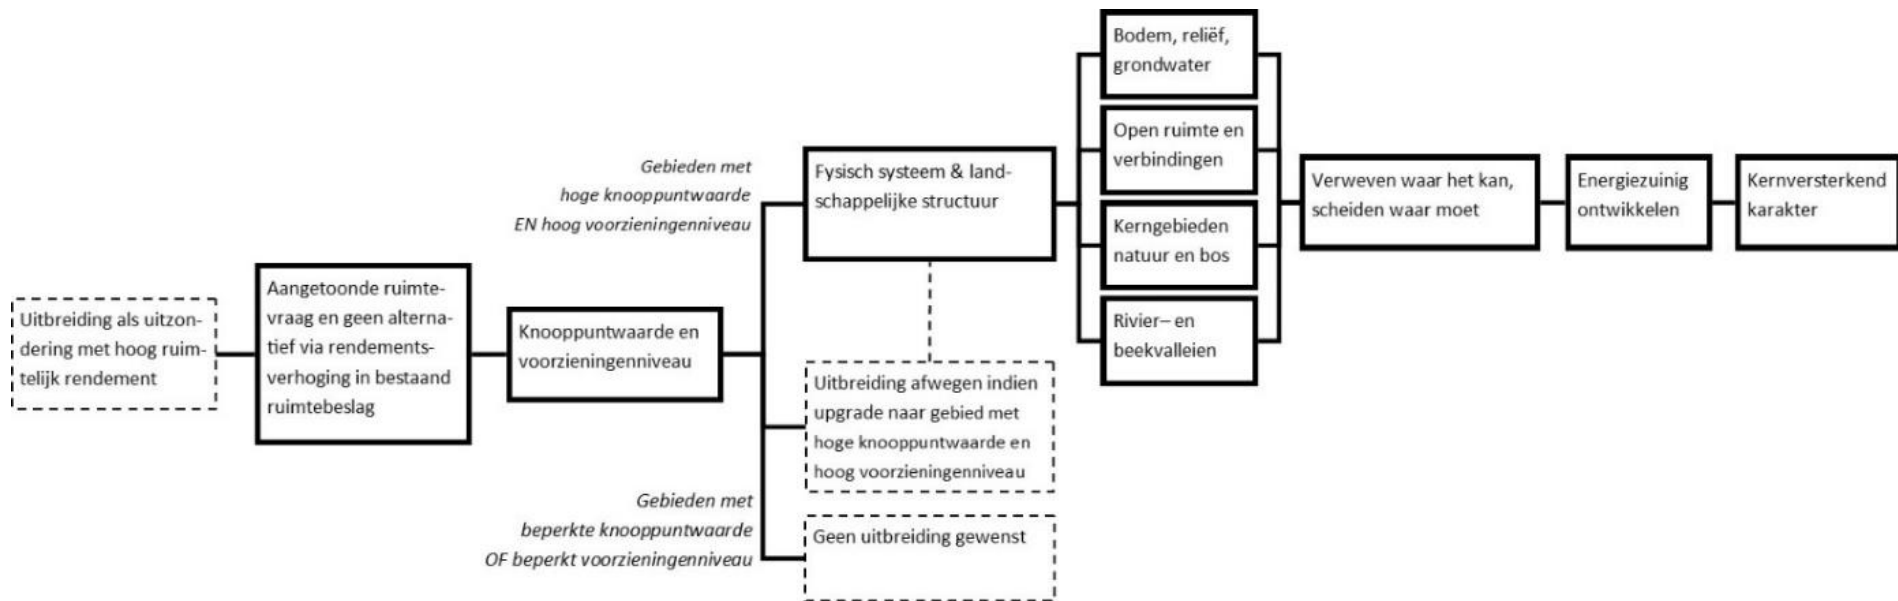 Uitbreiding als uitzon-
dering met hoog ruim-
telijk rendement
Aangetoonde ruimte-
vraag en geen alterna-
tief via rendements-
verhoging in bestaand
ruimtebeslag
Knooppuntwaarde en
voorzieningenniveau
Gebieden met
hoge knooppuntwaarde
EN hoog voorzieningenniveau
Gebieden met
beperkte knooppuntwaarde
OF beperkt voorzieningenniveau
Fysisch systeem & land-
schappelijke structuur
Uitbreiding afwegen indien
upgrade naar gebied met
hoge knooppuntwaarde en
hoog voorzieningenniveau
Geen uitbreiding gewenst
Bodem, reliëf,
grondwater
Open ruimte en
verbindingen
Kerngebieden
natuur en bos
Rivier– en
beekvalleien
Verweven waar het kan,
scheiden waar moet
Energiezuinig
ontwikkelen
Kernversterkend
karakter